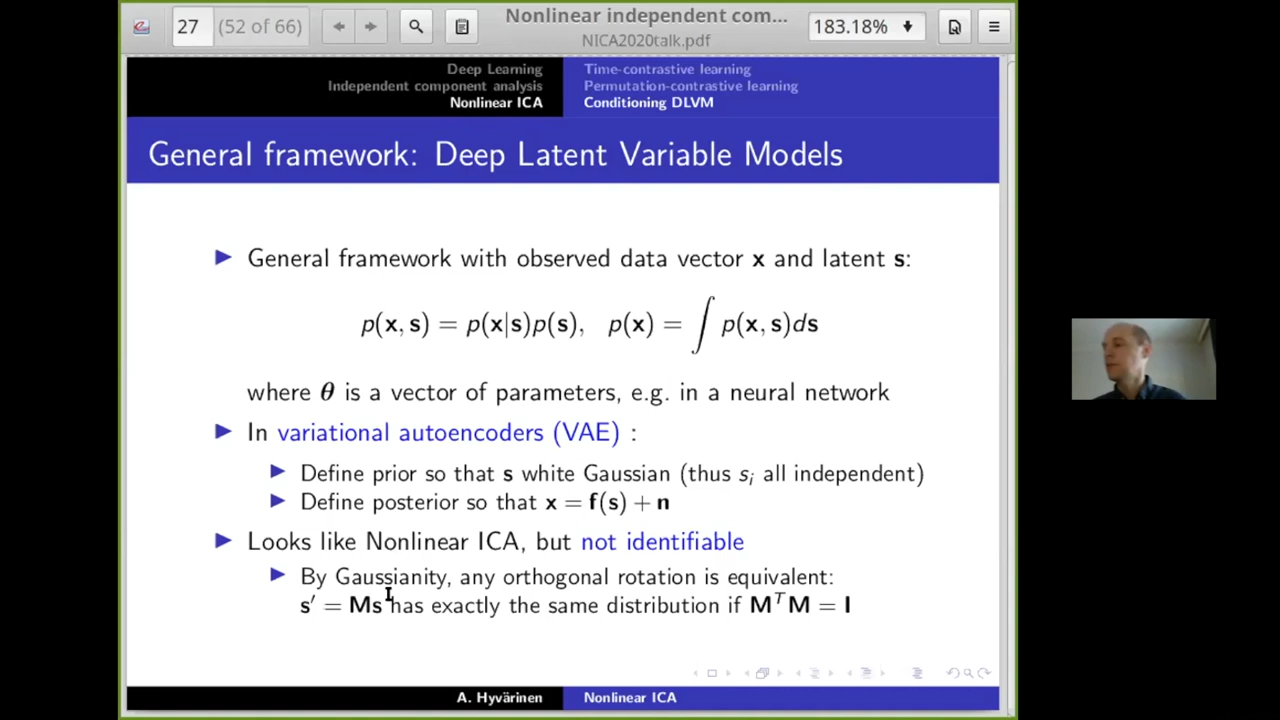 27 (52 of 66) Nonlinear independent com... 183.18%
NICA2020talk.pdf
Deep Learning Time-contrastive learning
Independent component analysis Permutation-contrastive learning
Nonlinear ICA Conditioning DLVM
General framework: Deep Latent Variable Models
General framework with observed data vector x and latent s:
p(x, s) = p(x|s)p(s), p(x) = ∫ p(x, s)ds
where θ is a vector of parameters, e.g. in a neural network
In variational autoencoders (VAE) :
Define prior so that s white Gaussian (thus sᵢ all independent)
Define posterior so that x = f(s) + n
Looks like Nonlinear ICA, but not identifiable
By Gaussianity, any orthogonal rotation is equivalent:
s′ = Ms has exactly the same distribution if MᵀM = I
A. Hyvärinen Nonlinear ICA